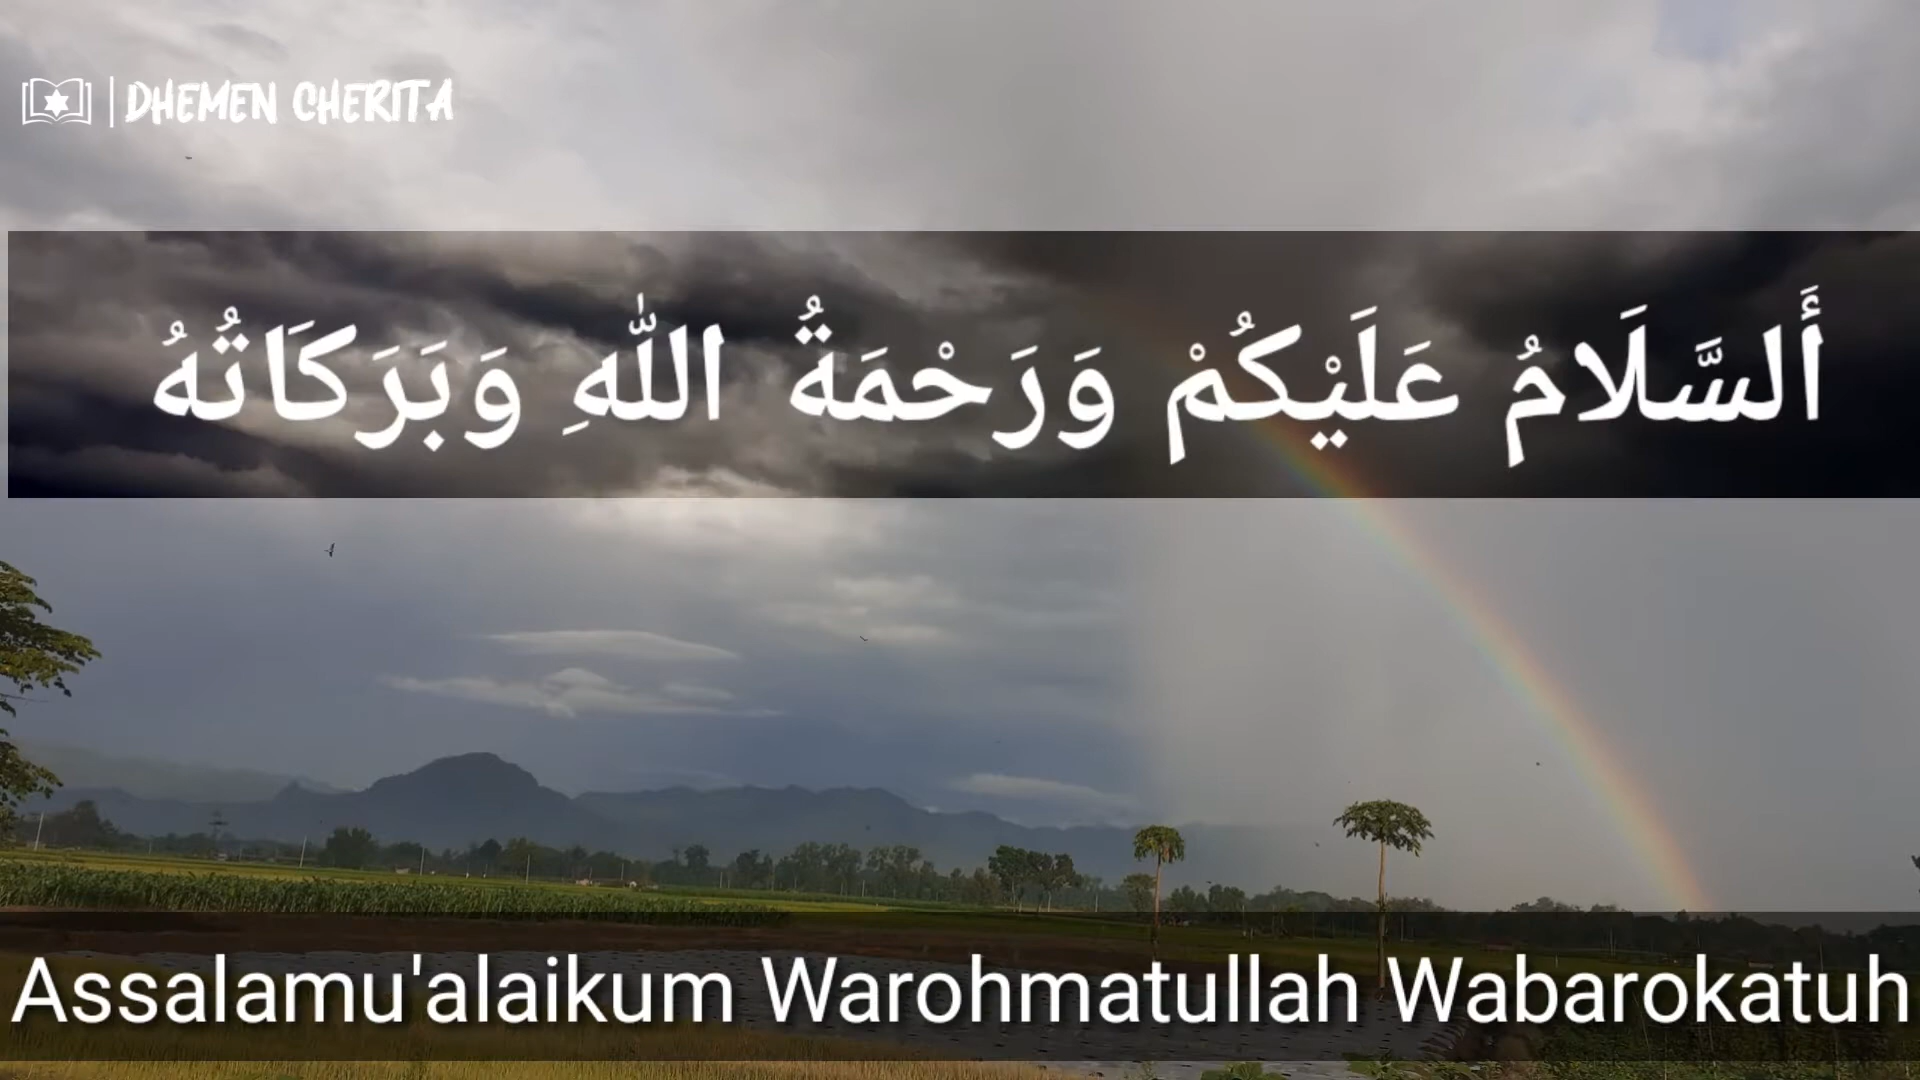 DHEMEN CHERITA
أَلسَّلَامُ عَلَيْكُمْ وَرَحْمَةُ اللّٰهِ وَبَرَكَاتُهُ
Assalamu'alaikum Warohmatullah Wabarokatuh